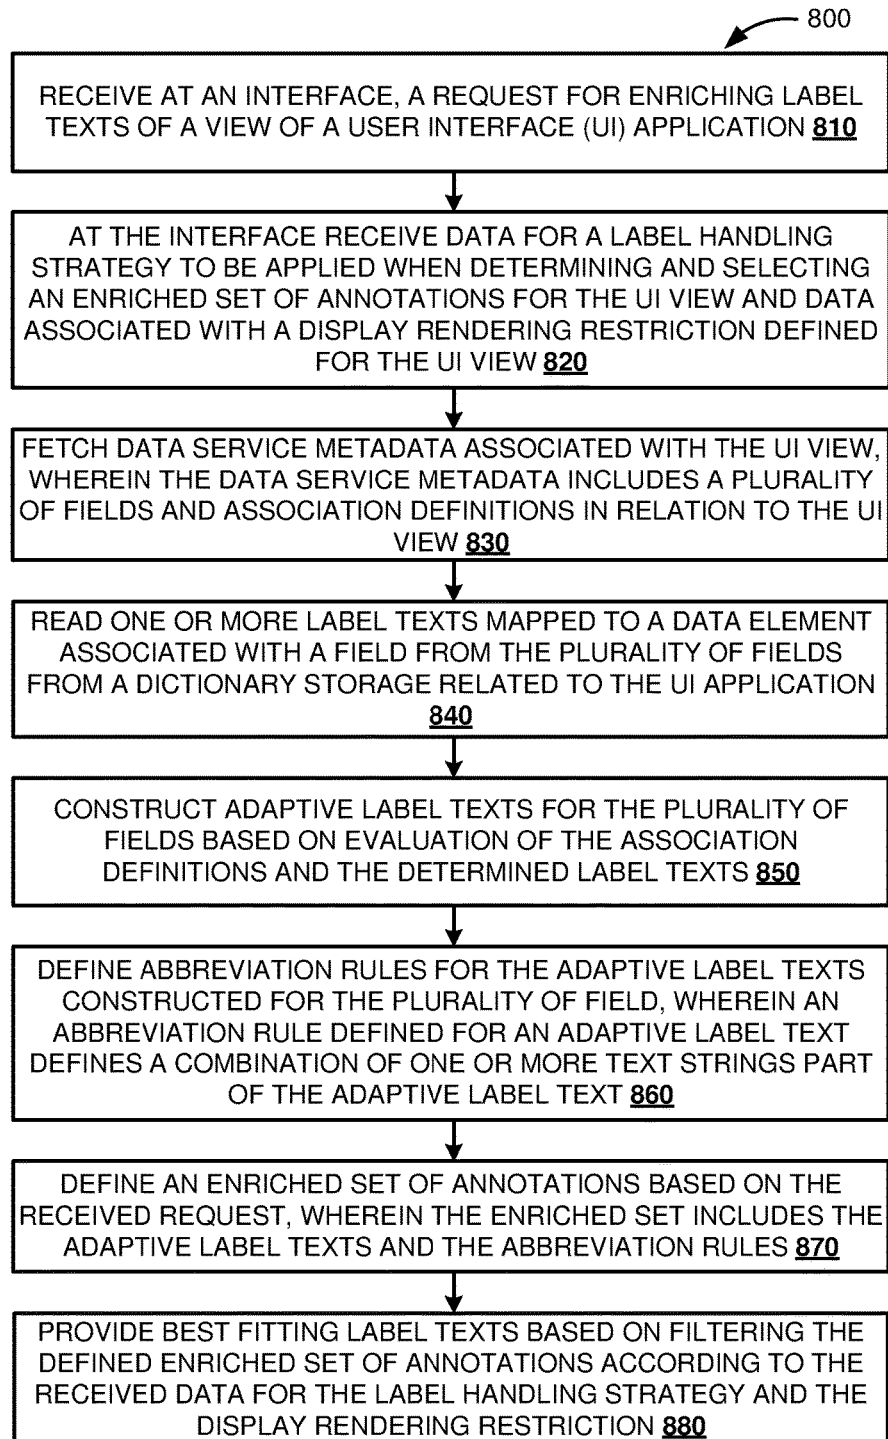 800
RECEIVE AT AN INTERFACE, A REQUEST FOR ENRICHING LABEL
TEXTS OF A VIEW OF A USER INTERFACE (UI) APPLICATION 810
AT THE INTERFACE RECEIVE DATA FOR A LABEL HANDLING
STRATEGY TO BE APPLIED WHEN DETERMINING AND SELECTING
AN ENRICHED SET OF ANNOTATIONS FOR THE UI VIEW AND DATA
ASSOCIATED WITH A DISPLAY RENDERING RESTRICTION DEFINED
FOR THE UI VIEW 820
FETCH DATA SERVICE METADATA ASSOCIATED WITH THE UI VIEW,
WHEREIN THE DATA SERVICE METADATA INCLUDES A PLURALITY
OF FIELDS AND ASSOCIATION DEFINITIONS IN RELATION TO THE UI
VIEW 830
READ ONE OR MORE LABEL TEXTS MAPPED TO A DATA ELEMENT
ASSOCIATED WITH A FIELD FROM THE PLURALITY OF FIELDS
FROM A DICTIONARY STORAGE RELATED TO THE UI APPLICATION
840
CONSTRUCT ADAPTIVE LABEL TEXTS FOR THE PLURALITY OF
FIELDS BASED ON EVALUATION OF THE ASSOCIATION
DEFINITIONS AND THE DETERMINED LABEL TEXTS 850
DEFINE ABBREVIATION RULES FOR THE ADAPTIVE LABEL TEXTS
CONSTRUCTED FOR THE PLURALITY OF FIELD, WHEREIN AN
ABBREVIATION RULE DEFINED FOR AN ADAPTIVE LABEL TEXT
DEFINES A COMBINATION OF ONE OR MORE TEXT STRINGS PART
OF THE ADAPTIVE LABEL TEXT 860
DEFINE AN ENRICHED SET OF ANNOTATIONS BASED ON THE
RECEIVED REQUEST, WHEREIN THE ENRICHED SET INCLUDES THE
ADAPTIVE LABEL TEXTS AND THE ABBREVIATION RULES 870
PROVIDE BEST FITTING LABEL TEXTS BASED ON FILTERING THE
DEFINED ENRICHED SET OF ANNOTATIONS ACCORDING TO THE
RECEIVED DATA FOR THE LABEL HANDLING STRATEGY AND THE
DISPLAY RENDERING RESTRICTION 880